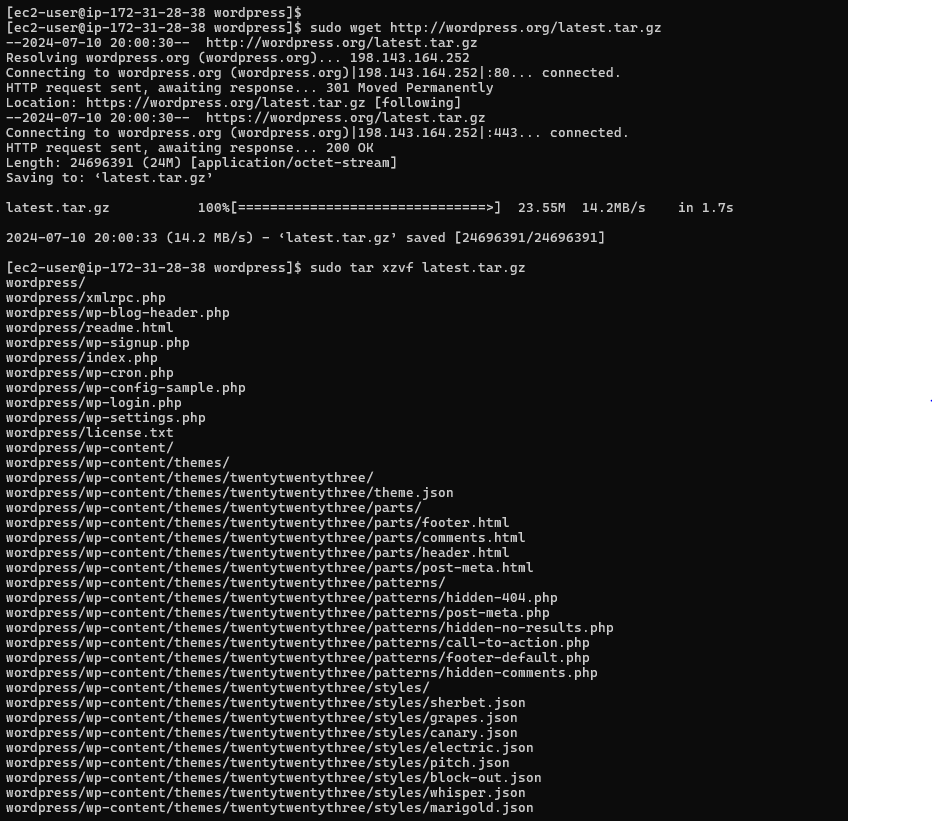 [ec2-user@ip-172-31-28-38 wordpress]$
[ec2-user@ip-172-31-28-38 wordpress]$ sudo wget http://wordpress.org/latest.tar.gz
--2024-07-10 20:00:30--  http://wordpress.org/latest.tar.gz
Resolving wordpress.org (wordpress.org)... 198.143.164.252
Connecting to wordpress.org (wordpress.org)|198.143.164.252|:80... connected.
HTTP request sent, awaiting response... 301 Moved Permanently
Location: https://wordpress.org/latest.tar.gz [following]
--2024-07-10 20:00:30--  https://wordpress.org/latest.tar.gz
Connecting to wordpress.org (wordpress.org)|198.143.164.252|:443... connected.
HTTP request sent, awaiting response... 200 OK
Length: 24696391 (24M) [application/octet-stream]
Saving to: ‘latest.tar.gz’
latest.tar.gz           100%[===============================>]  23.55M  14.2MB/s    in 1.7s
2024-07-10 20:00:33 (14.2 MB/s) - ‘latest.tar.gz’ saved [24696391/24696391]
[ec2-user@ip-172-31-28-38 wordpress]$ sudo tar xzvf latest.tar.gz
wordpress/
wordpress/xmlrpc.php
wordpress/wp-blog-header.php
wordpress/readme.html
wordpress/wp-signup.php
wordpress/index.php
wordpress/wp-cron.php
wordpress/wp-config-sample.php
wordpress/wp-login.php
wordpress/wp-settings.php
wordpress/license.txt
wordpress/wp-content/
wordpress/wp-content/themes/
wordpress/wp-content/themes/twentytwentythree/
wordpress/wp-content/themes/twentytwentythree/theme.json
wordpress/wp-content/themes/twentytwentythree/parts/
wordpress/wp-content/themes/twentytwentythree/parts/footer.html
wordpress/wp-content/themes/twentytwentythree/parts/comments.html
wordpress/wp-content/themes/twentytwentythree/parts/header.html
wordpress/wp-content/themes/twentytwentythree/parts/post-meta.html
wordpress/wp-content/themes/twentytwentythree/patterns/
wordpress/wp-content/themes/twentytwentythree/patterns/hidden-404.php
wordpress/wp-content/themes/twentytwentythree/patterns/post-meta.php
wordpress/wp-content/themes/twentytwentythree/patterns/hidden-no-results.php
wordpress/wp-content/themes/twentytwentythree/patterns/call-to-action.php
wordpress/wp-content/themes/twentytwentythree/patterns/footer-default.php
wordpress/wp-content/themes/twentytwentythree/patterns/hidden-comments.php
wordpress/wp-content/themes/twentytwentythree/styles/
wordpress/wp-content/themes/twentytwentythree/styles/sherbet.json
wordpress/wp-content/themes/twentytwentythree/styles/grapes.json
wordpress/wp-content/themes/twentytwentythree/styles/canary.json
wordpress/wp-content/themes/twentytwentythree/styles/electric.json
wordpress/wp-content/themes/twentytwentythree/styles/pitch.json
wordpress/wp-content/themes/twentytwentythree/styles/block-out.json
wordpress/wp-content/themes/twentytwentythree/styles/whisper.json
wordpress/wp-content/themes/twentytwentythree/styles/marigold.json